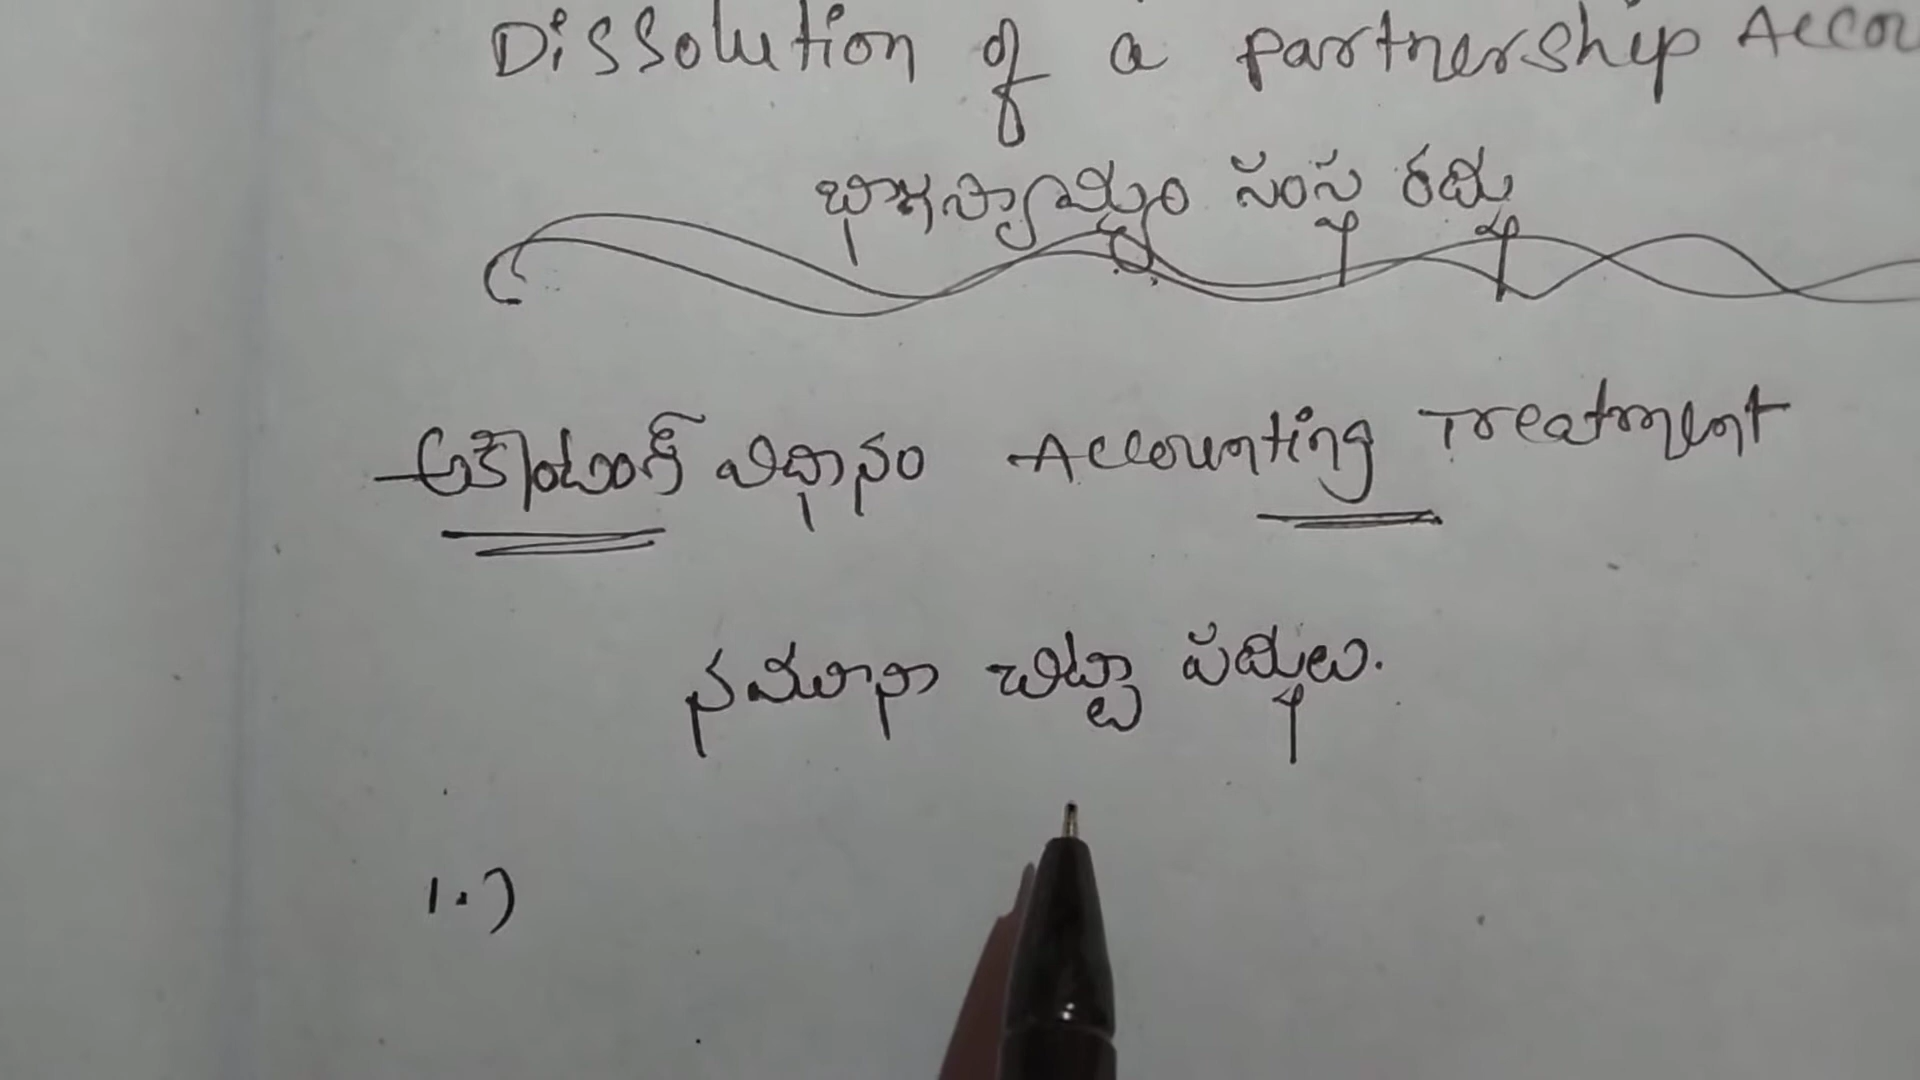 Dissolution of a partnership Accou
భాగస్వామ్యం సంస్థ రద్దు
అకౌంటింగ్ విధానం Accounting Treatment
నమూనా చిట్టా పద్దులు.
1.)